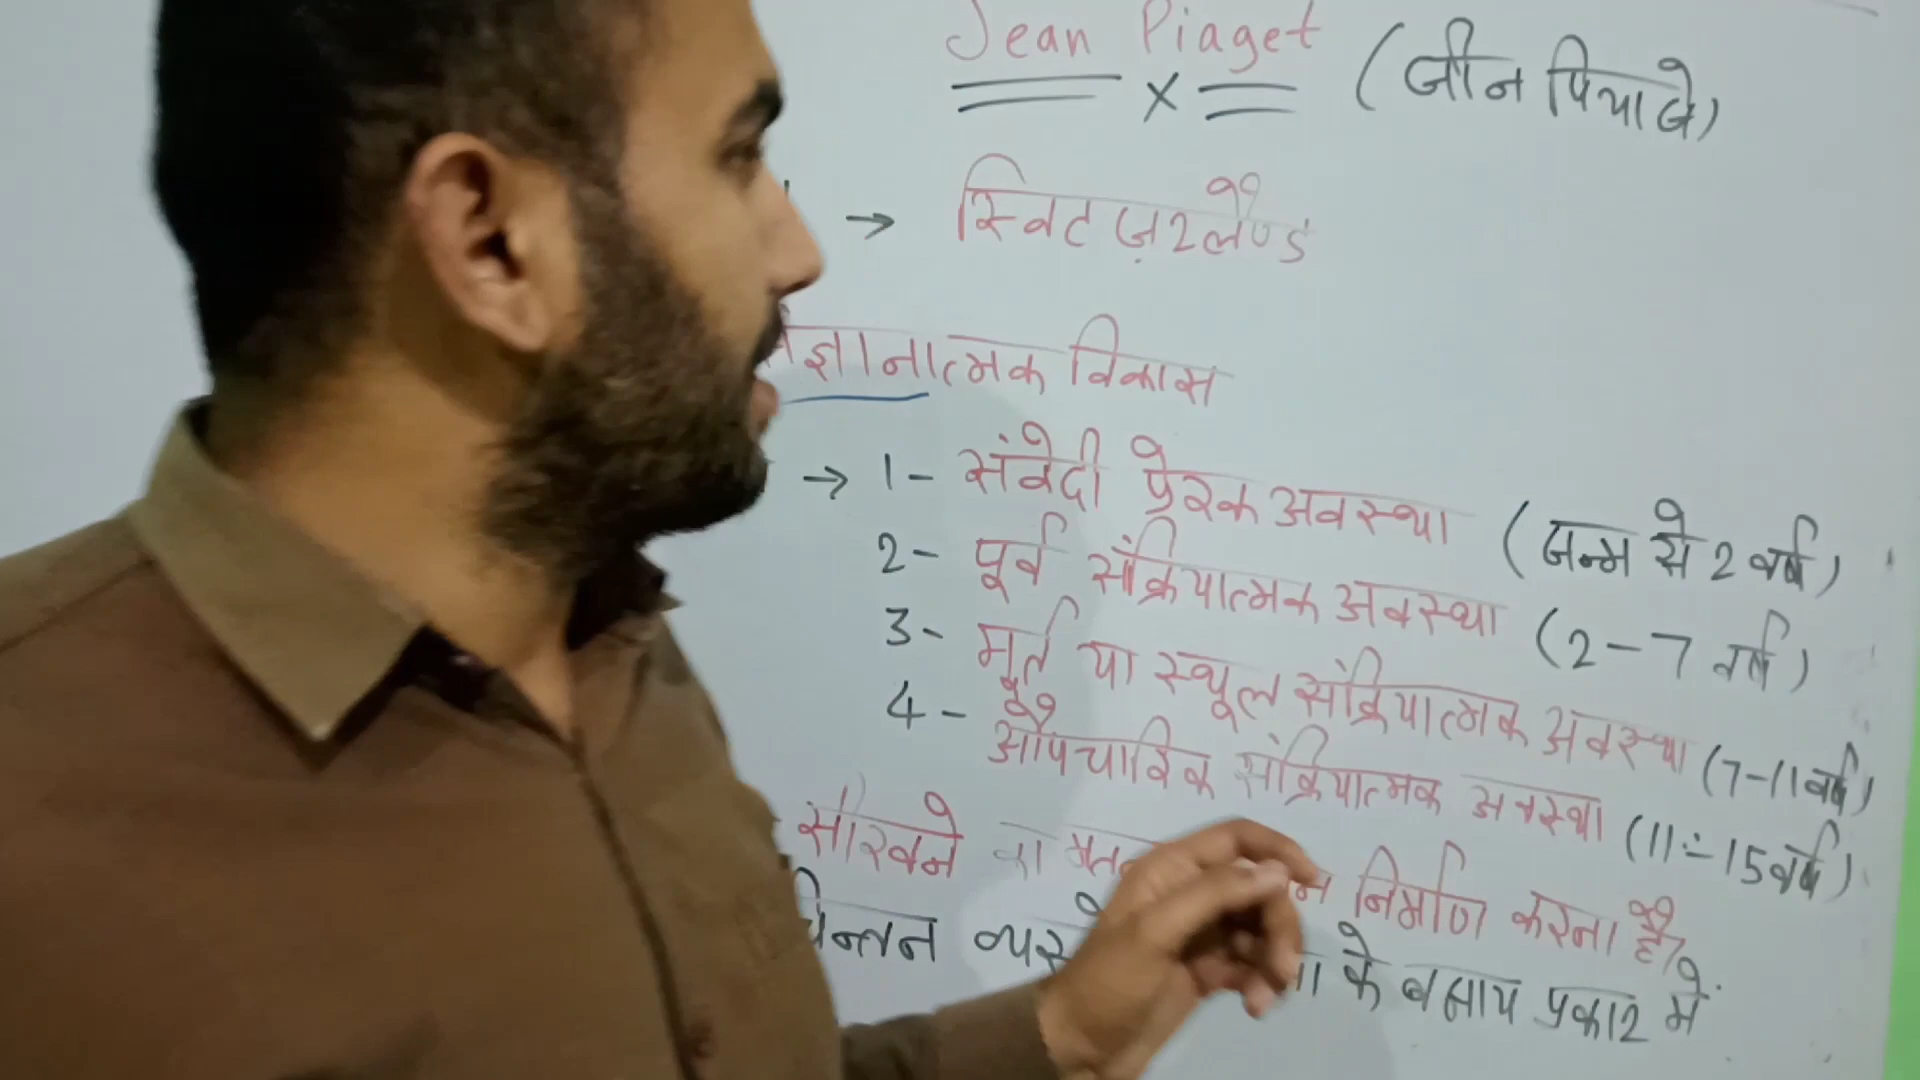 Jean Piaget (जीन पियाजे)
x
→ स्विटज़रलैण्ड
ज्ञानात्मक विकास
→ 1- संवेदी प्रेरक अवस्था (जन्म से 2 वर्ष)
2- पूर्व संक्रियात्मक अवस्था (2-7 वर्ष)
3- मूर्त या स्थूल संक्रियात्मक अवस्था (7-11 वर्ष)
4- औपचारिक संक्रियात्मक अवस्था (11-15 वर्ष)
सीखने का निर्माण करना है।
चिन्तन के बजाय प्रकार में